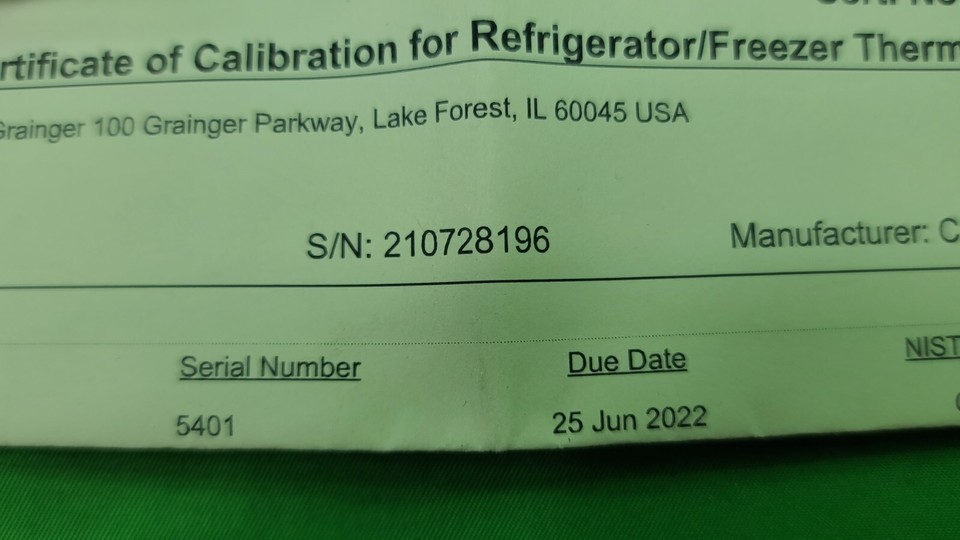 rtificate of Calibration for Refrigerator/Freezer Therm
Grainger 100 Grainger Parkway, Lake Forest, IL 60045 USA
S/N: 210728196 Manufacturer: C
Serial Number Due Date NIST
5401 25 Jun 2022